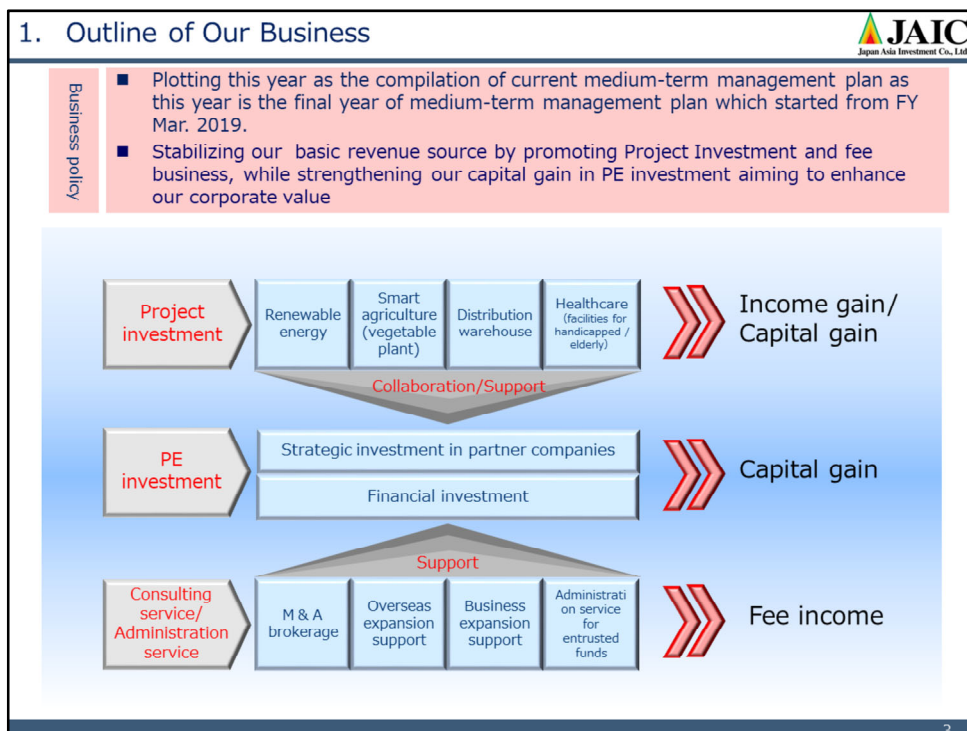 1. Outline of Our Business
JAIC
Japan Asia Investment Co., Ltd
Business policy
■ Plotting this year as the compilation of current medium-term management plan as
this year is the final year of medium-term management plan which started from FY
Mar. 2019.
■ Stabilizing our basic revenue source by promoting Project Investment and fee
business, while strengthening our capital gain in PE investment aiming to enhance
our corporate value
Project
investment
Renewable
energy
Smart
agriculture
(vegetable
plant)
Distribution
warehouse
Healthcare
(facilities for
handicapped /
elderly)
Income gain/
Capital gain
Collaboration/Support
PE
investment
Strategic investment in partner companies
Financial investment
Capital gain
Support
Consulting
service/
Administration
service
M & A
brokerage
Overseas
expansion
support
Business
expansion
support
Administrati
on service
for
entrusted
funds
Fee income
3